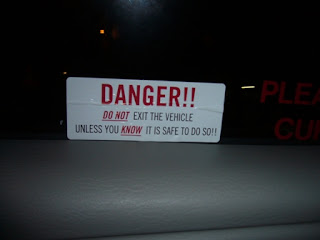 DANGER!!
DO NOT EXIT THE VEHICLE
UNLESS YOU KNOW IT IS SAFE TO DO SO!!